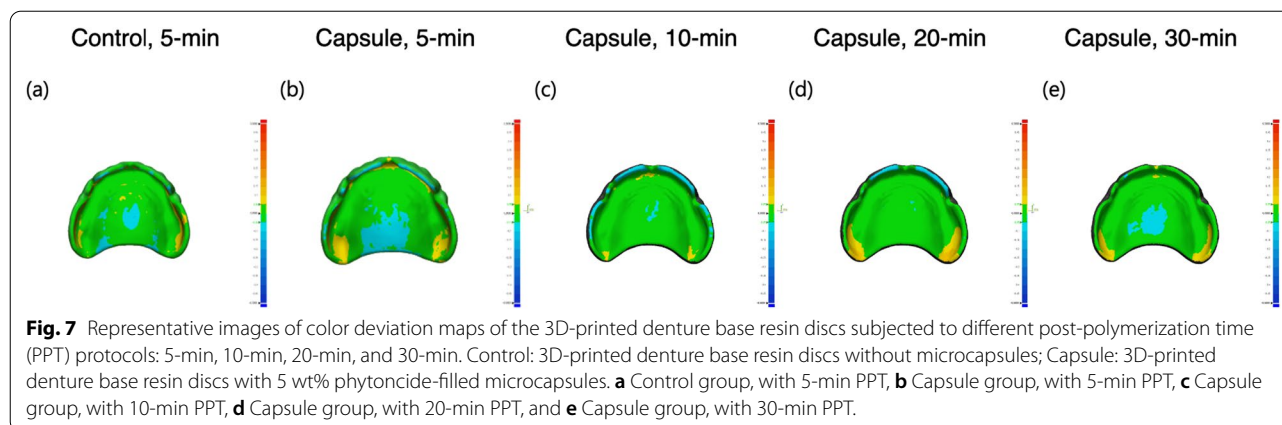 Control, 5-min Capsule, 5-min Capsule, 10-min Capsule, 20-min Capsule, 30-min
(a) (b) (c) (d) (e)
Fig. 7 Representative images of color deviation maps of the 3D-printed denture base resin discs subjected to different post-polymerization time
(PPT) protocols: 5-min, 10-min, 20-min, and 30-min. Control: 3D-printed denture base resin discs without microcapsules; Capsule: 3D-printed
denture base resin discs with 5 wt% phytoncide-filled microcapsules. a Control group, with 5-min PPT, b Capsule group, with 5-min PPT, c Capsule
group, with 10-min PPT, d Capsule group, with 20-min PPT, and e Capsule group, with 30-min PPT.